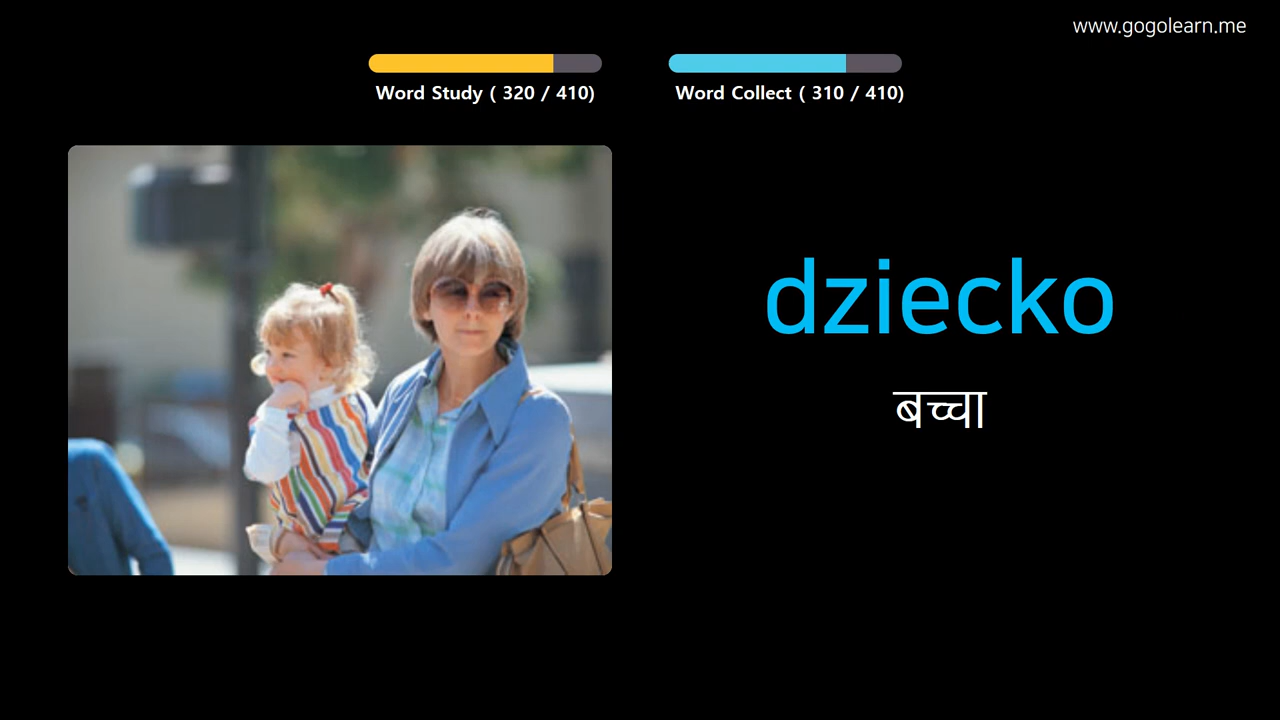 www.gogolearn.me
Word Study ( 320 / 410)
Word Collect ( 310 / 410)
dziecko
बच्चा